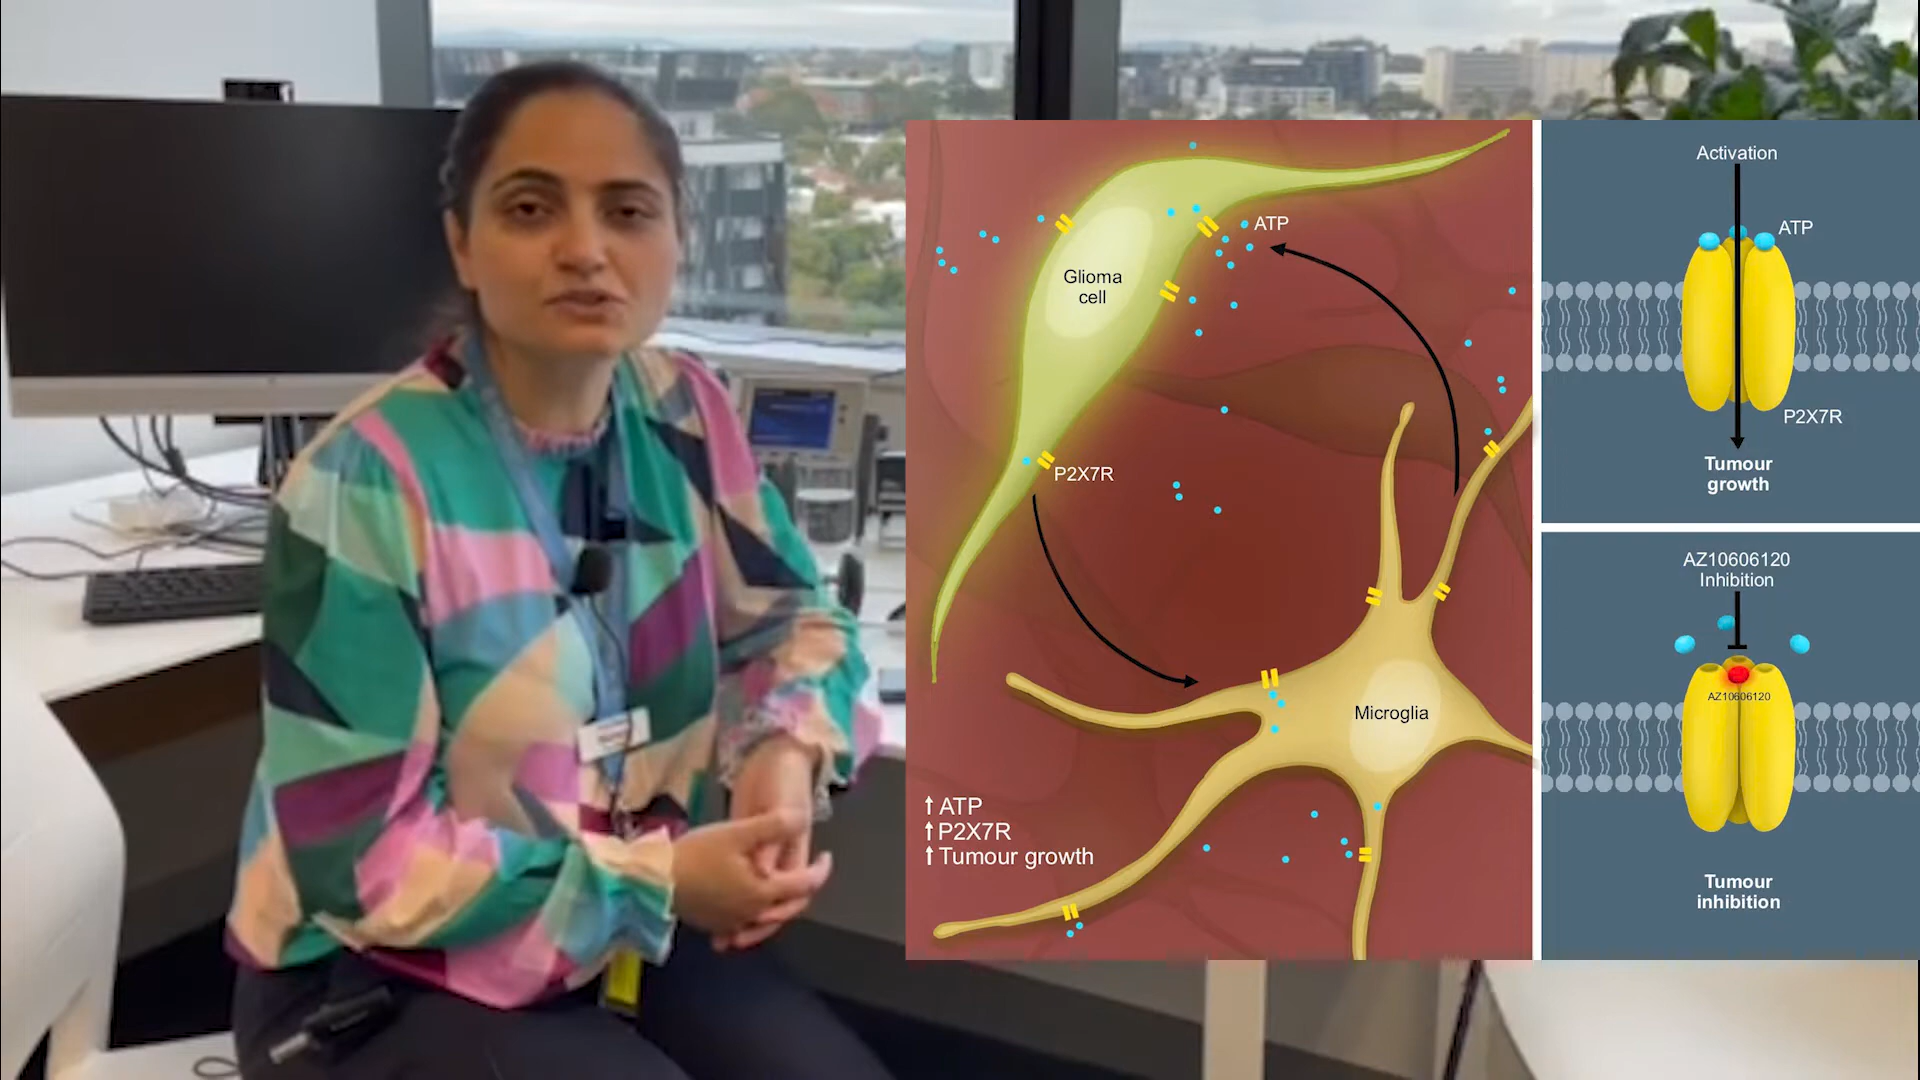 ATP
Glioma
cell
P2X7R
Microglia
↑ ATP
↑ P2X7R
↑ Tumour growth
Activation
ATP
P2X7R
Tumour
growth
AZ10606120
Inhibition
AZ10606120
Tumour
inhibition